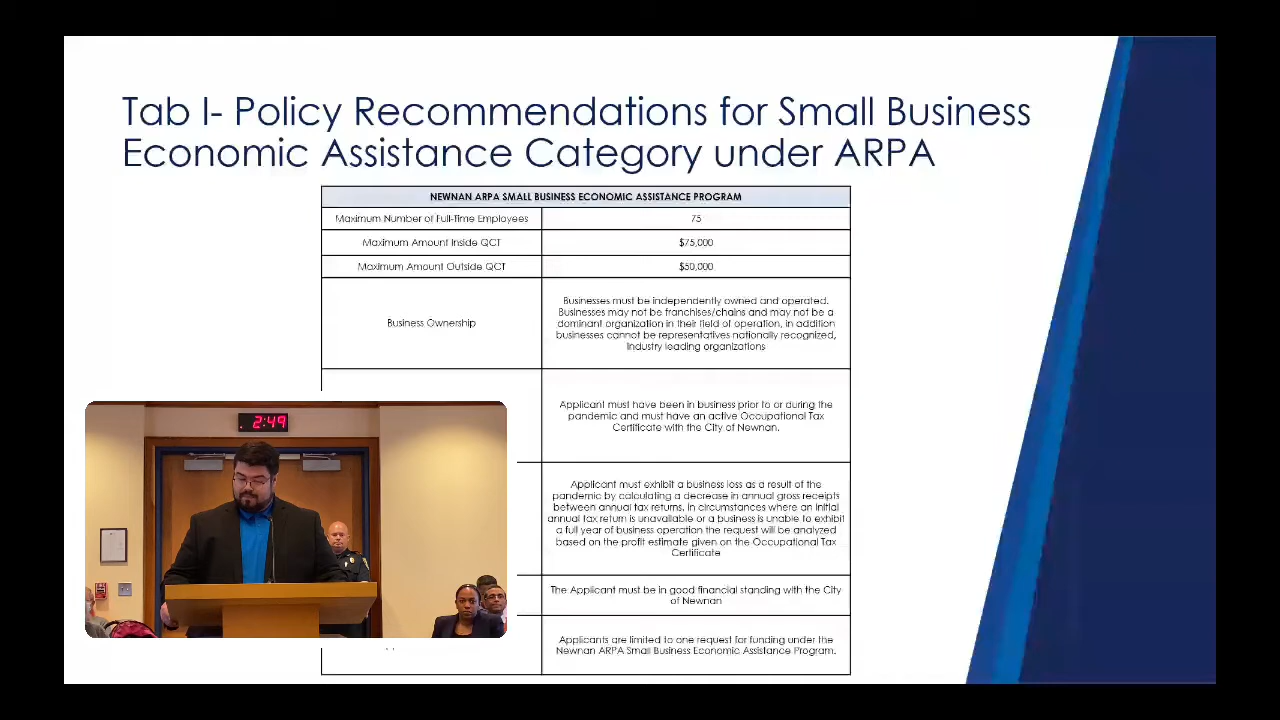 Tab I- Policy Recommendations for Small Business
Economic Assistance Category under ARPA
NEWNAN ARPA SMALL BUSINESS ECONOMIC ASSISTANCE PROGRAM
Maximum Number of Full-Time Employees
75
Maximum Amount Inside QCT
$75,000
Maximum Amount Outside QCT
$50,000
Business Ownership
Businesses must be independently owned and operated.
Businesses may not be franchises/chains and may not be a
dominant organization in their field of operation, in addition
businesses cannot be representatives nationally recognized,
industry leading organizations
Applicant must have been in business prior to or during the
pandemic and must have an active Occupational Tax
Certificate with the City of Newnan.
Applicant must exhibit a business loss as a result of the
pandemic by calculating a decrease in annual gross receipts
between annual tax returns. In circumstances where an initial
annual tax return is unavailable or a business is unable to exhibit
a full year of business operation the request will be analyzed
based on the profit estimate given on the Occupational Tax
Certificate
The Applicant must be in good financial standing with the City
of Newnan
Applicants are limited to one request for funding under the
Newnan ARPA Small Business Economic Assistance Program.
2:49